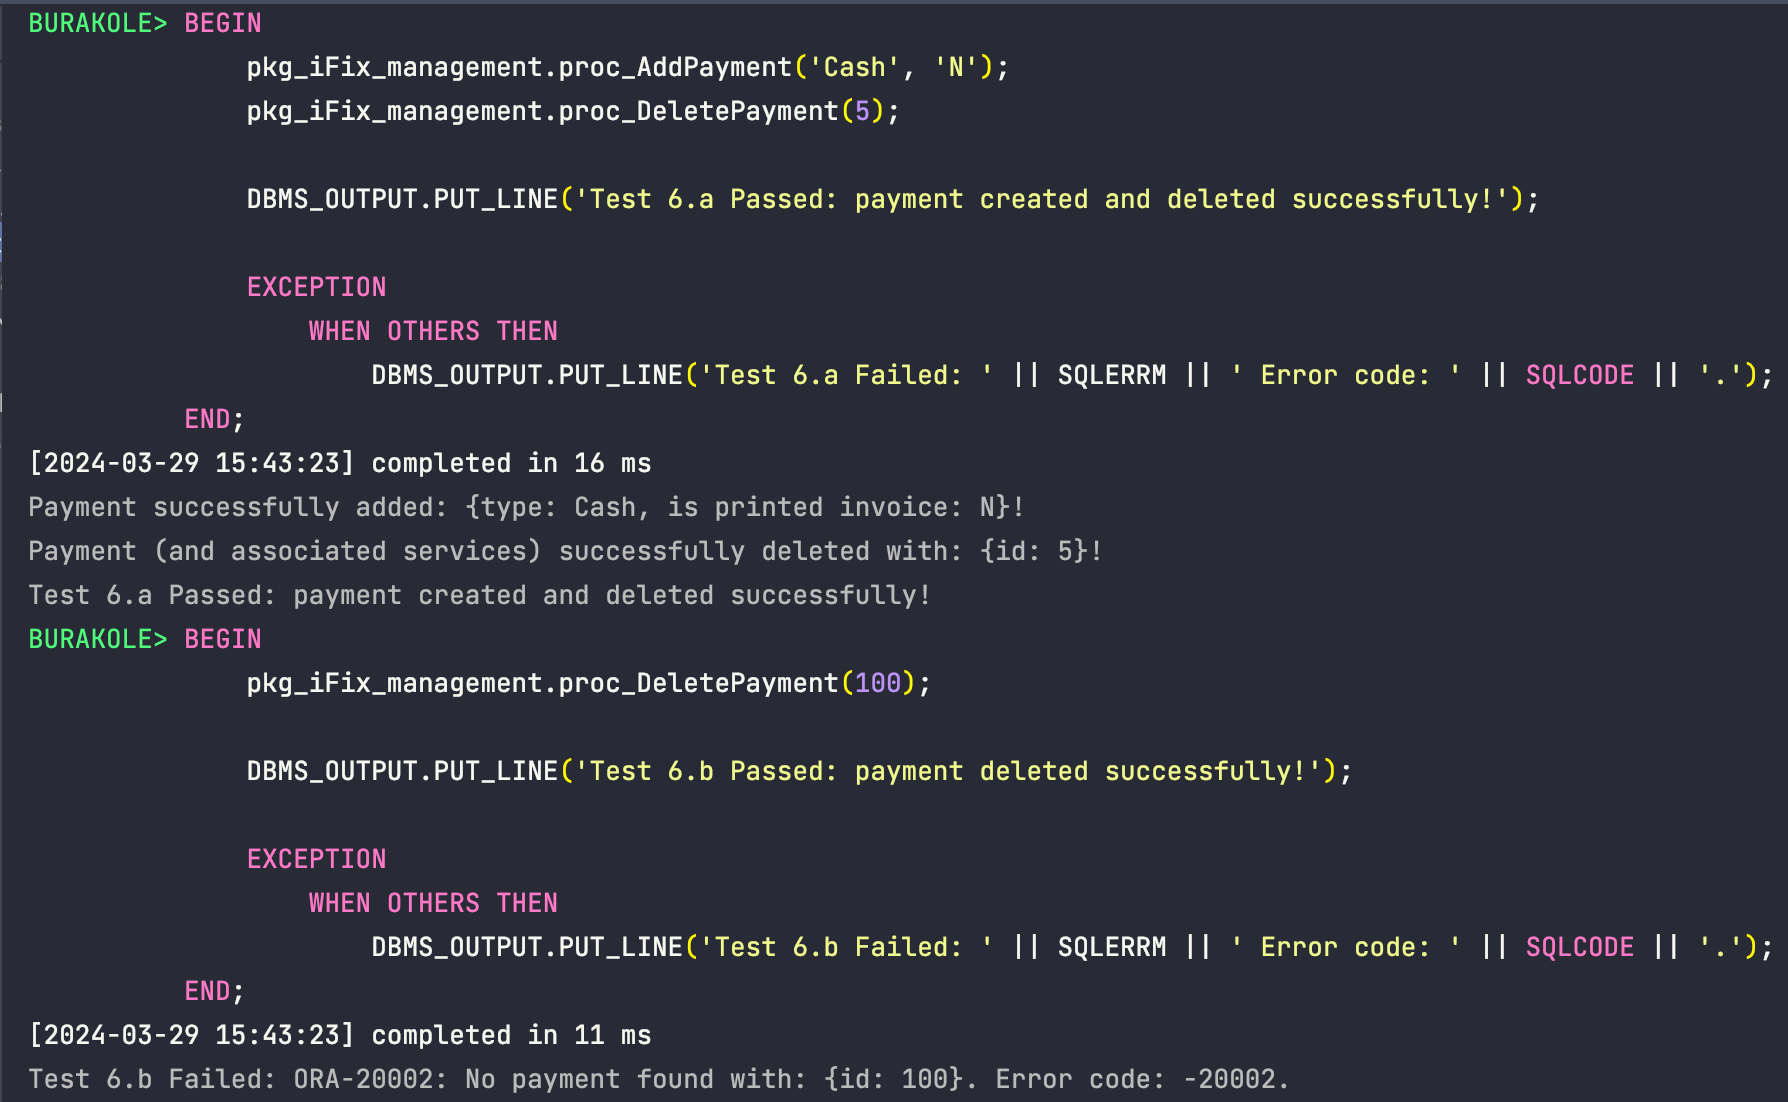 BURAKOLE> BEGIN
pkg_iFix_management.proc_AddPayment('Cash', 'N');
pkg_iFix_management.proc_DeletePayment(5);
DBMS_OUTPUT.PUT_LINE('Test 6.a Passed: payment created and deleted successfully!');
EXCEPTION
WHEN OTHERS THEN
DBMS_OUTPUT.PUT_LINE('Test 6.a Failed: ' || SQLERRM || ' Error code: ' || SQLCODE || '.');
END;
[2024-03-29 15:43:23] completed in 16 ms
Payment successfully added: {type: Cash, is printed invoice: N}!
Payment (and associated services) successfully deleted with: {id: 5}!
Test 6.a Passed: payment created and deleted successfully!
BURAKOLE> BEGIN
pkg_iFix_management.proc_DeletePayment(100);
DBMS_OUTPUT.PUT_LINE('Test 6.b Passed: payment deleted successfully!');
EXCEPTION
WHEN OTHERS THEN
DBMS_OUTPUT.PUT_LINE('Test 6.b Failed: ' || SQLERRM || ' Error code: ' || SQLCODE || '.');
END;
[2024-03-29 15:43:23] completed in 11 ms
Test 6.b Failed: ORA-20002: No payment found with: {id: 100}. Error code: -20002.